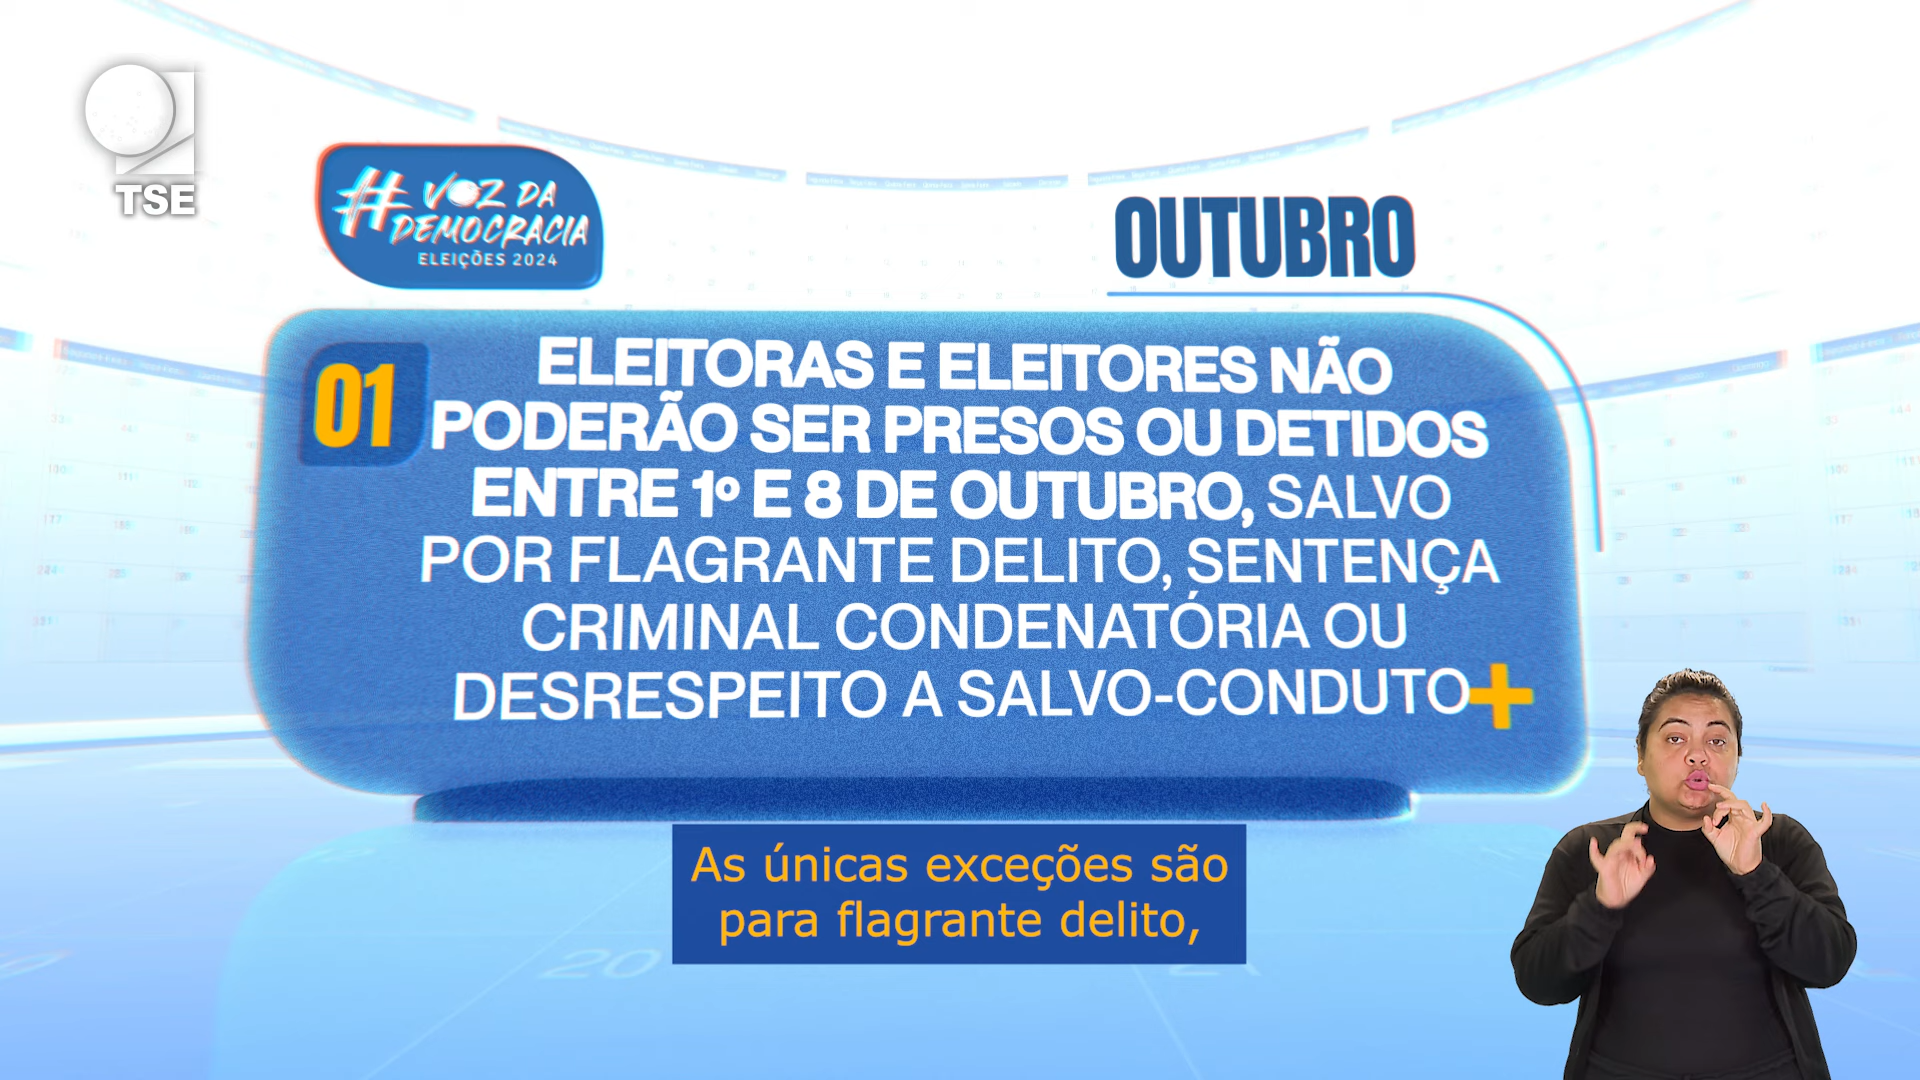 TSE
# VOZ DA
DEMOCRACIA
ELEIÇÕES 2024
OUTUBRO
01
ELEITORAS E ELEITORES NÃO
PODERÃO SER PRESOS OU DETIDOS
ENTRE 1º E 8 DE OUTUBRO, SALVO
POR FLAGRANTE DELITO, SENTENÇA
CRIMINAL CONDENATÓRIA OU
DESRESPEITO A SALVO-CONDUTO+
As únicas exceções são
para flagrante delito,
20
21